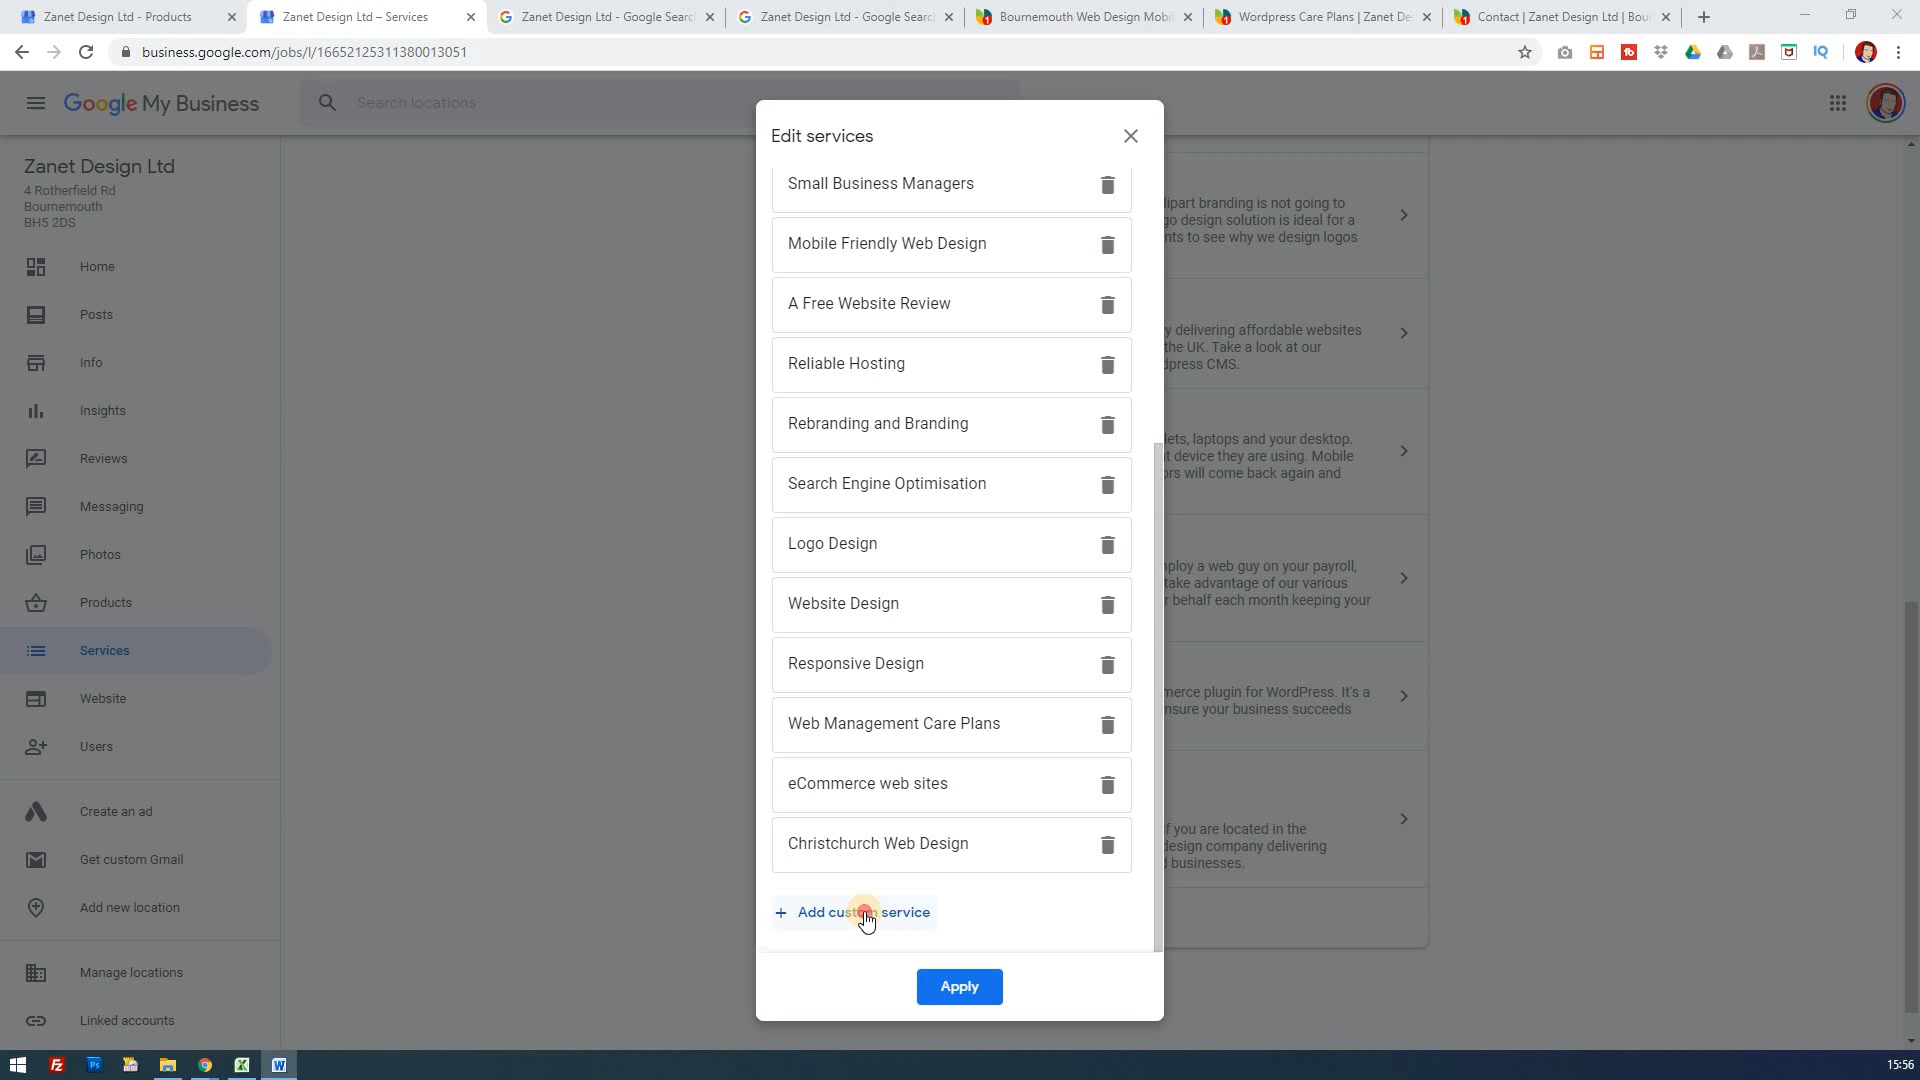 Zanet Design Ltd - Products
Zanet Design Ltd – Services
Zanet Design Ltd - Google Searc
Zanet Design Ltd - Google Searc
Bournemouth Web Design Mobil
Wordpress Care Plans | Zanet De
Contact | Zanet Design Ltd | Bou
business.google.com/jobs/l/16652125311380013051
Google My Business
Search locations
Zanet Design Ltd
4 Rotherfield Rd
Bournemouth
BH5 2DS
Home
Posts
Info
Insights
Reviews
Messaging
Photos
Products
Services
Website
Users
Create an ad
Get custom Gmail
Add new location
Manage locations
Linked accounts
Edit services
Small Business Managers
Mobile Friendly Web Design
A Free Website Review
Reliable Hosting
Rebranding and Branding
Search Engine Optimisation
Logo Design
Website Design
Responsive Design
Web Management Care Plans
eCommerce web sites
Christchurch Web Design
+ Add custom service
Apply
lipart branding is not going to
go design solution is ideal for a
nts to see why we design logos
y delivering affordable websites
the UK. Take a look at our
dpress CMS.
lets, laptops and your desktop.
t device they are using. Mobile
ors will come back again and
ploy a web guy on your payroll,
take advantage of our various
r behalf each month keeping your
merce plugin for WordPress. It's a
nsure your business succeeds
f you are located in the
design company delivering
d businesses.
15:56